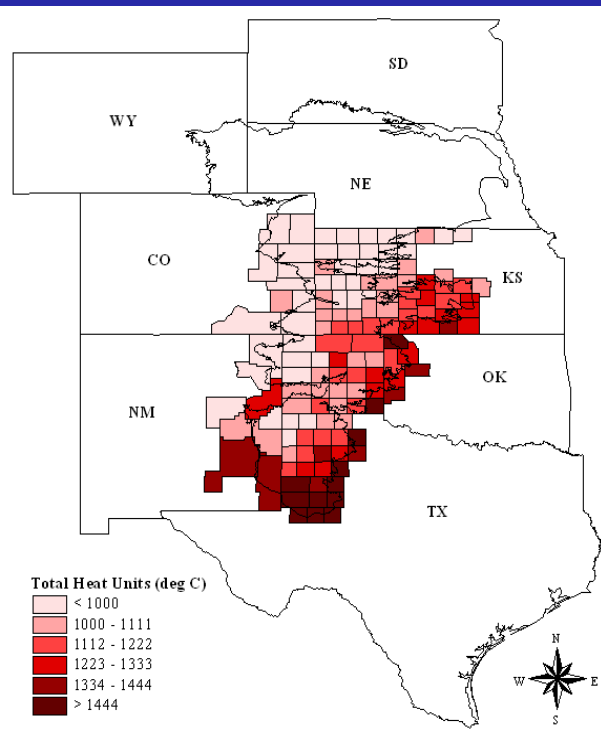 SD
WY
NE
CO
KS
NM
OK
TX
Total Heat Units (deg C)
< 1000
1000 - 1111
1112 - 1222
1223 - 1333
1334 - 1444
> 1444
N
W E
S